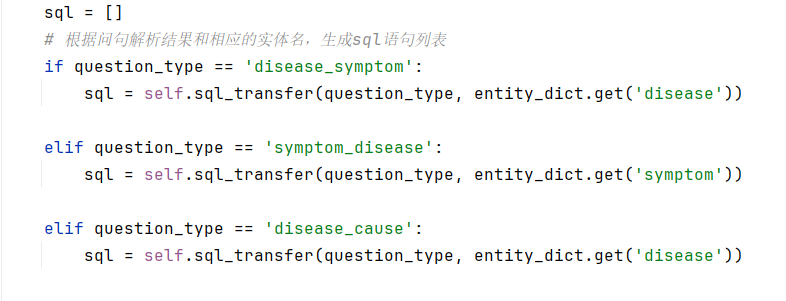 sql = []
# 根据问句解析结果和相应的实体名，生成sql语句列表
if question_type == 'disease_symptom':
sql = self.sql_transfer(question_type, entity_dict.get('disease'))
elif question_type == 'symptom_disease':
sql = self.sql_transfer(question_type, entity_dict.get('symptom'))
elif question_type == 'disease_cause':
sql = self.sql_transfer(question_type, entity_dict.get('disease'))